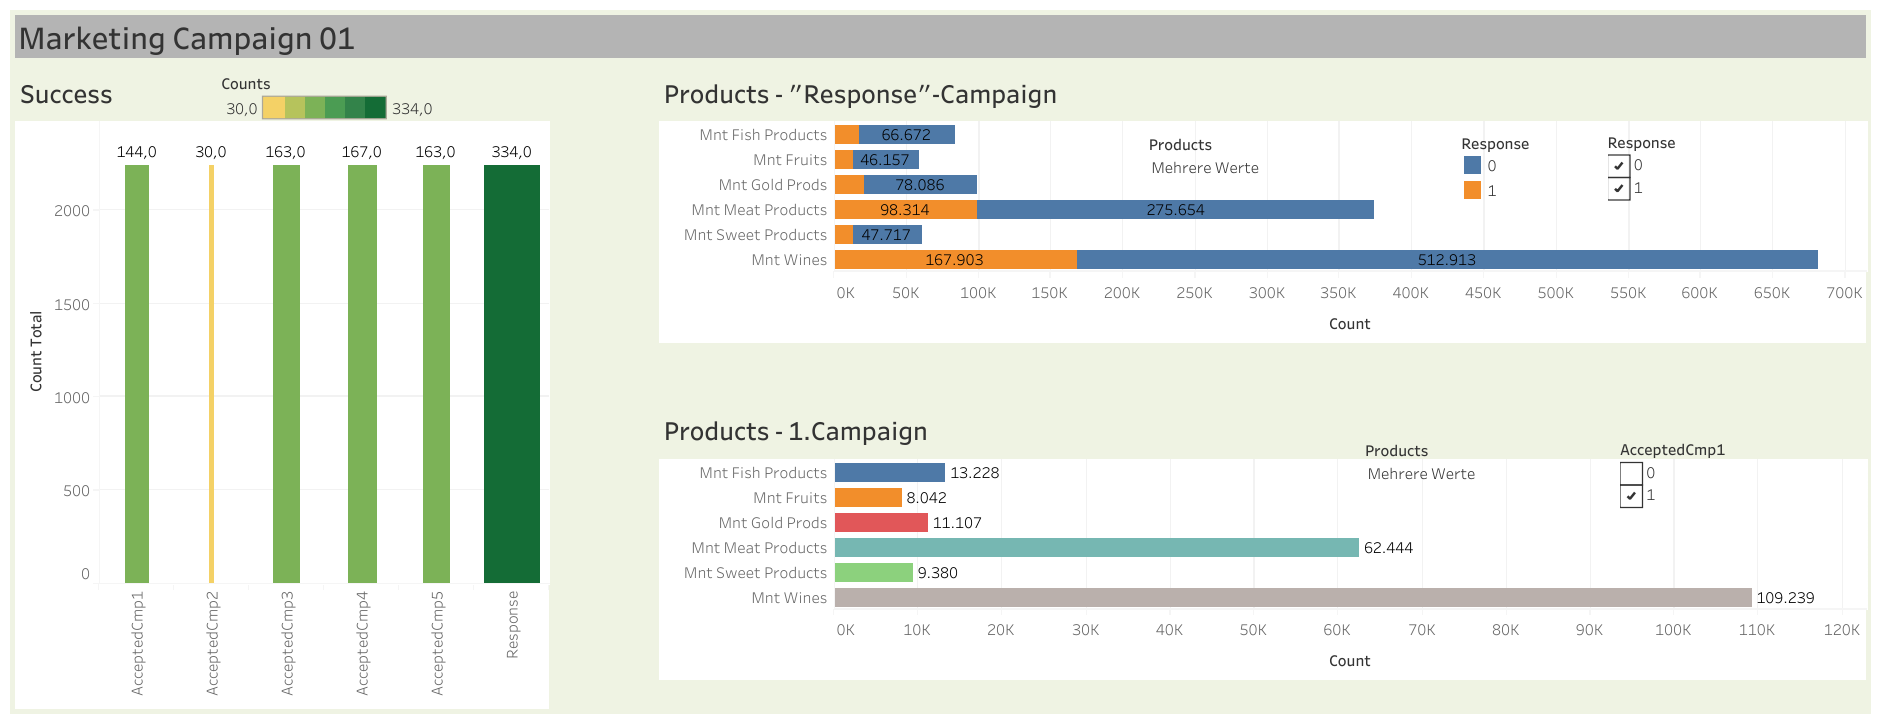 Marketing Campaign 01
Success
Counts
30,0 334,0
144,0 30,0 163,0 167,0 163,0 334,0
Count Total
2000
1500
1000
500
0
AcceptedCmp1
AcceptedCmp2
AcceptedCmp3
AcceptedCmp4
AcceptedCmp5
Response
Products - ”Response”-Campaign
Mnt Fish Products 66.672
Mnt Fruits 46.157
Mnt Gold Prods 78.086
Mnt Meat Products 98.314 275.654
Mnt Sweet Products 47.717
Mnt Wines 167.903 512.913
Products
Mehrere Werte
Response
0
1
Response
0
1
0K 50K 100K 150K 200K 250K 300K 350K 400K 450K 500K 550K 600K 650K 700K
Count
Products - 1.Campaign
Products
Mehrere Werte
AcceptedCmp1
0
1
Mnt Fish Products 13.228
Mnt Fruits 8.042
Mnt Gold Prods 11.107
Mnt Meat Products 62.444
Mnt Sweet Products 9.380
Mnt Wines 109.239
0K 10K 20K 30K 40K 50K 60K 70K 80K 90K 100K 110K 120K
Count